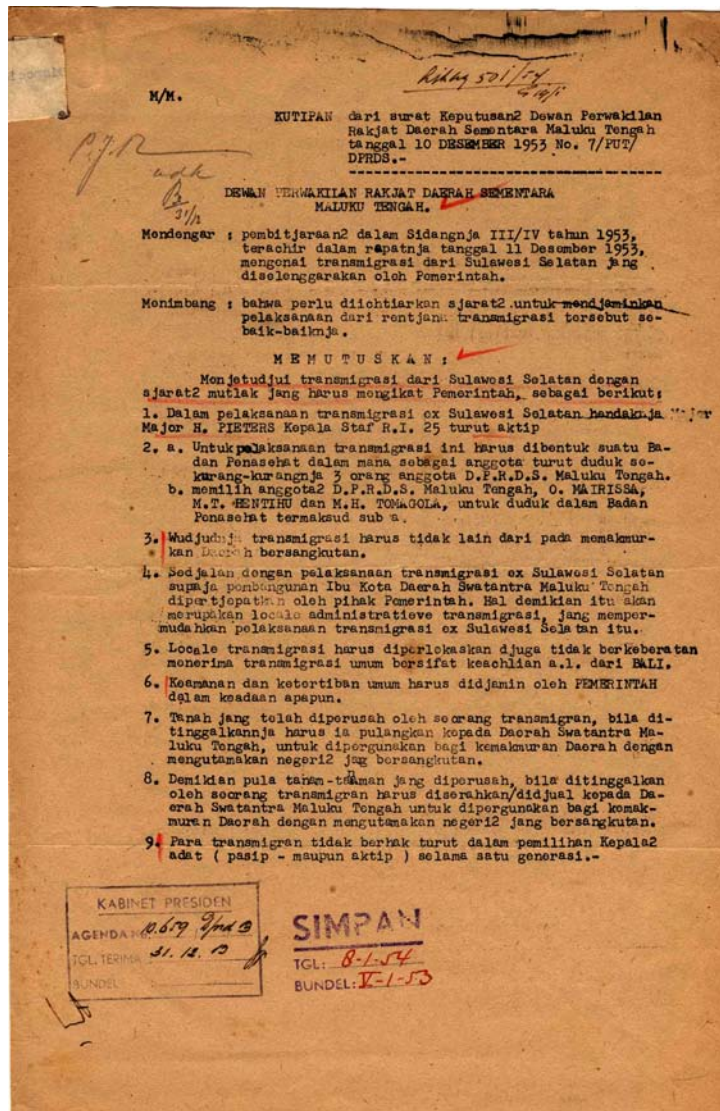 M/M.
KUTIPAN dari surat Keputusan2 Dewan Perwakilan
Rakjat Daerah Sementara Maluku Tengah
tanggal 10 DESEMBER 1953 No. 7/PUT/
DPRDS.-
DEWAN PERWAKILAN RAKJAT DAERAH SEMENTARA
MALUKU TENGAH.
Mendengar : pembitjaraan2 dalam Sidangnja III/IV tahun 1953,
terachir dalam rapatnja tanggal 11 Desember 1953,
mengenai transmigrasi dari Sulawesi Selatan jang
diselenggarakan oleh Pemerintah.
Menimbang : bahwa perlu diichtiarkan sjarat2 untuk mendjaminkan
pelaksanaan dari rentjana transmigrasi tersebut se-
baik-baiknja.
MEMUTUSKAN:
Menjetudjui transmigrasi dari Sulawesi Selatan dengan
sjarat2 mutlak jang harus mengikat Pemerintah, sebagai berikut:
1. Dalam pelaksanaan transmigrasi ex Sulawesi Selatan hendaknja Major
Major H. PIETERS Kepala Staf R.I. 25 turut aktip
2. a. Untuk pelaksanaan transmigrasi ini harus dibentuk suatu Ba-
dan Penasehat dalam mana sebagai anggota turut duduk se-
kurang-kurangnja 3 orang anggota D.P.R.D.S. Maluku Tengah.
b. memilih anggota2 D.P.R.D.S. Maluku Tengah, O. MAIRISSA,
M.T. HENTIHU dan M.H. TOMAGOLA, untuk duduk dalam Badan
Penasehat termaksud sub a.
3. Wudjudnja transmigrasi harus tidak lain dari pada memakmur-
kan Daerah bersangkutan.
4. Sedjalan dengan pelaksanaan transmigrasi ex Sulawesi Selatan
supaja pembangunan Ibu Kota Daerah Swatantra Maluku Tengah
dipertjepatkan oleh pihak Pemerintah. Hal demikian itu akan
merupakan locale administratieve transmigrasi, jang memper-
mudahkan pelaksanaan transmigrasi ex Sulawesi Selatan itu.
5. Locale transmigrasi harus diperlekaskan djuga tidak berkeberatan
menerima transmigrasi umum bersifat keachlian a.l. dari BALI.
6. Keamanan dan ketertiban umum harus didjamin oleh PEMERINTAH
dalam keadaan apapun.
7. Tanah jang telah diperusah oleh seorang transmigran, bila di-
tinggalkannja harus ia pulangkan kepada Daerah Swatantra Ma-
luku Tengah, untuk dipergunakan bagi kemakmuran Daerah dengan
mengutamakan negeri2 jag bersangkutan.
8. Demikian pula tanam-taman jang diperusah, bila ditinggalkan
oleh seorang transmigran harus diserahkan/didjual kepada Da-
erah Swatantra Maluku Tengah untuk dipergunakan bagi kemak-
muran Daerah dengan mengutamakan negeri2 jang bersangkutan.
9. Para transmigran tidak berhak turut dalam pemilihan Kepala2
adat ( pasip - maupun aktip ) selama satu generasi.-
KABINET PRESIDEN
AGENDA No. 10.659
TGL. TERIMA 31.12.53
BUNDEL
SIMPAN
TGL: 8-1-54
BUNDEL: V-1-53